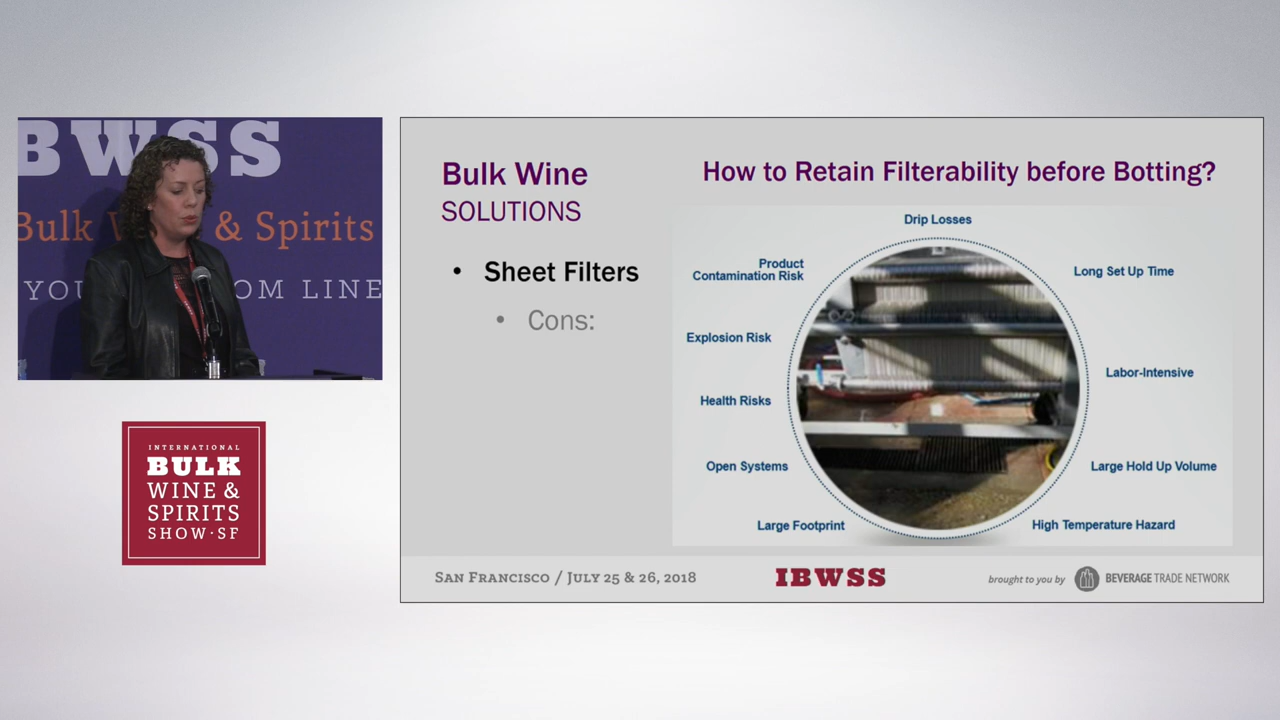 BWSS
Bulk W & Spirits
YOU OM LINE
INTERNATIONAL
BULK
WINE &
SPIRITS
SHOW·SF
Bulk Wine
SOLUTIONS
How to Retain Filterability before Botting?
• Sheet Filters
• Cons:
Drip Losses
Product
Contamination Risk
Long Set Up Time
Explosion Risk
Labor-Intensive
Health Risks
Open Systems
Large Hold Up Volume
Large Footprint
High Temperature Hazard
SAN FRANCISCO / JULY 25 & 26, 2018
IBWSS
brought to you by
BEVERAGE TRADE NETWORK